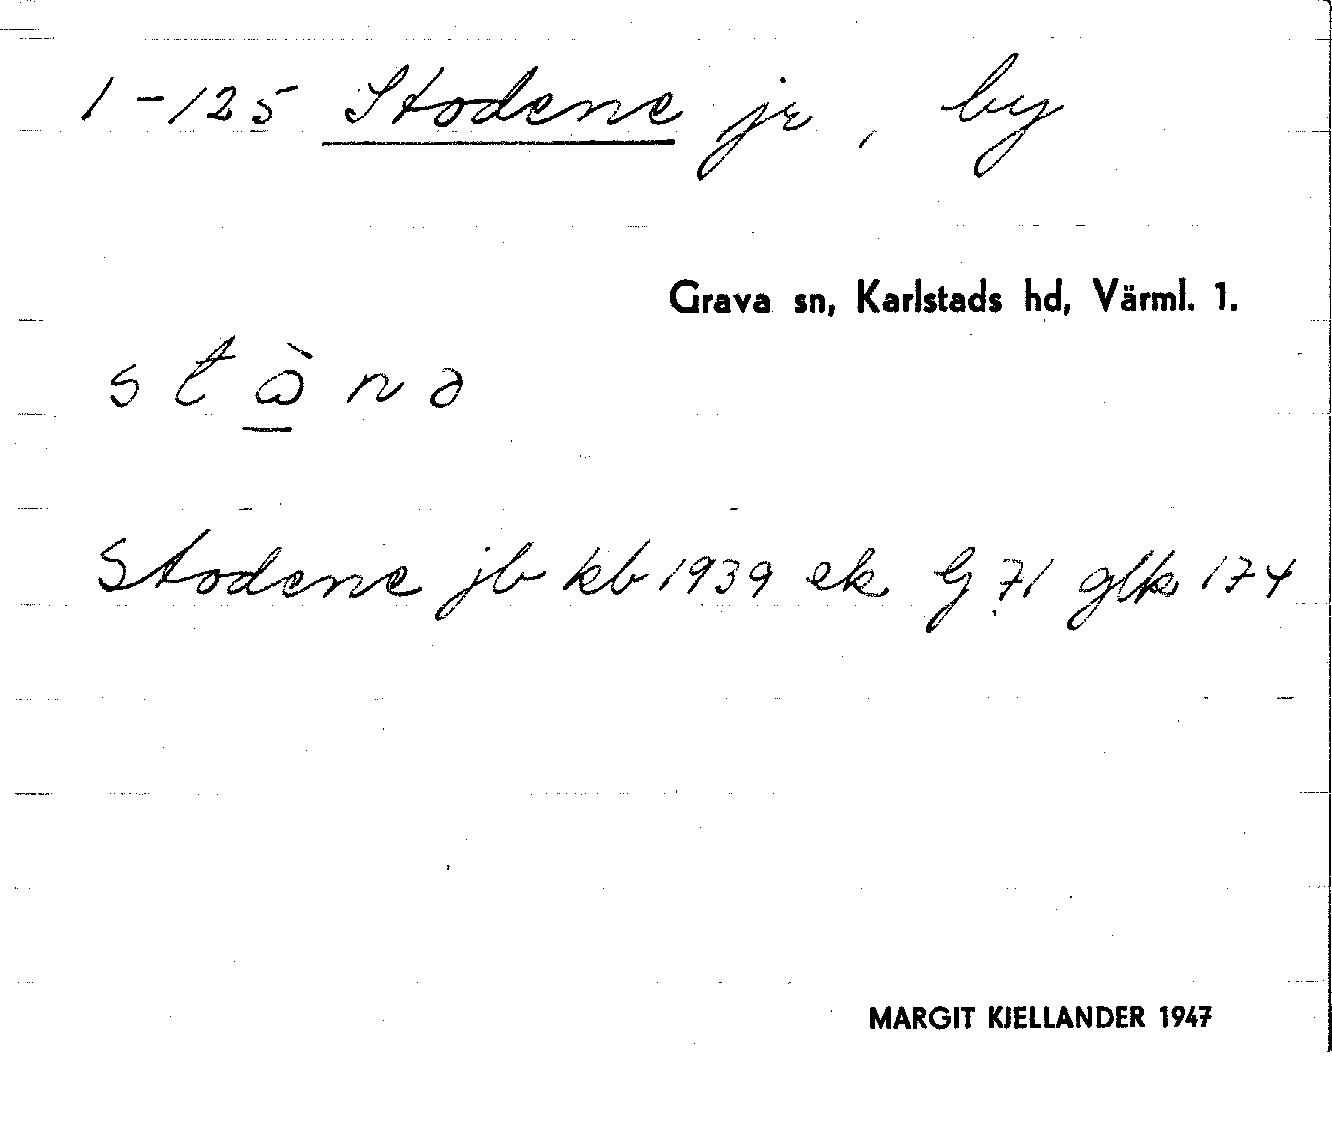 1-125 Stodene jr, by
Grava sn, Karlstads hd, Värml. 1.
Stodene jb kb 1939 ek G 71 glk 174
MARGIT KJELLANDER 1947